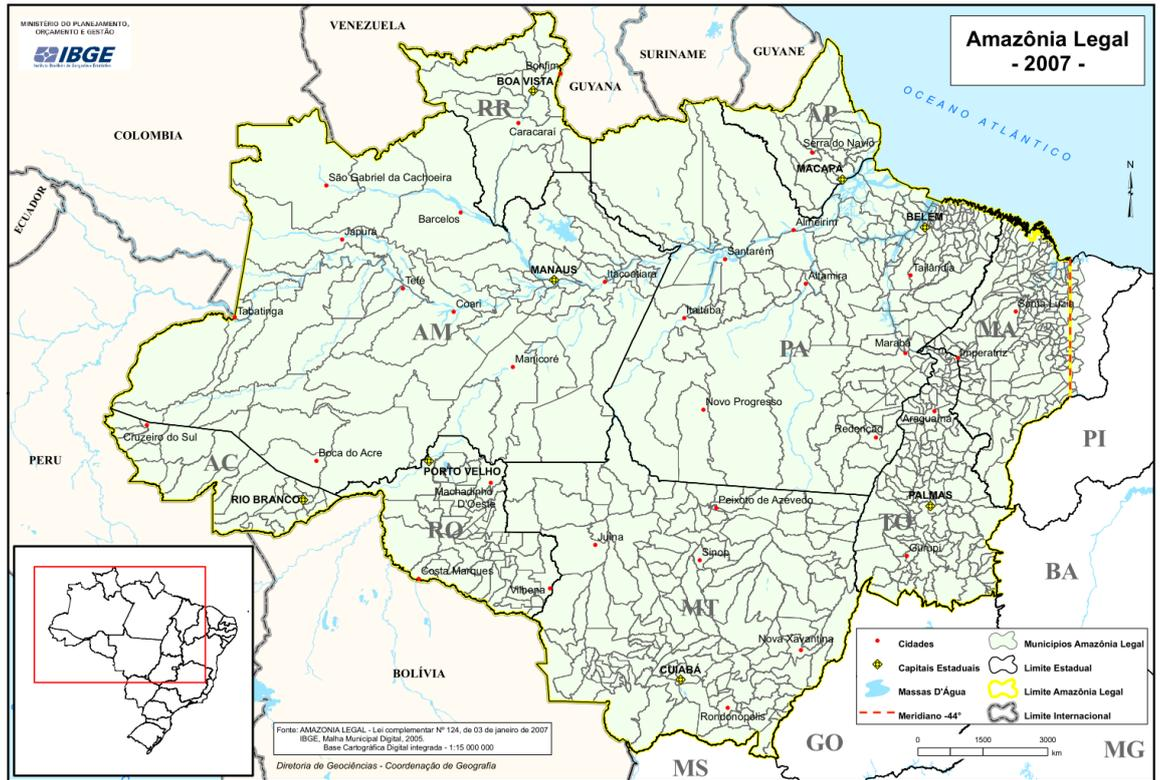 MINISTÉRIO DO PLANEJAMENTO,
ORÇAMENTO E GESTÃO
IBGE
Instituto Brasileiro de Geografia e Estatística
Amazônia Legal
- 2007 -
VENEZUELA
SURINAME
GUYANE
GUYANA
COLOMBIA
ECUADOR
PERU
BOLÍVIA
OCEANO ATLÂNTICO
N
Bonfim
BOA VISTA
RR
Caracaraí
AP
Serra do Navio
MACAPÁ
São Gabriel da Cachoeira
Barcelos
Japurá
Almeirim
BELÉM
MANAUS
Itacoatiara
Santarém
Tefé
Altamira
Tailândia
Coari
Tabatinga
Itaituba
Santa Luzia
AM
MA
PA
Marabá
Imperatriz
Manicoré
Novo Progresso
Araguaína
Redenção
Cruzeiro do Sul
PI
Boca do Acre
AC
PORTO VELHO
RIO BRANCO
Machadinho
D'Oeste
Peixoto de Azevedo
PALMAS
RO
TO
Juína
Sinop
Gurupi
Costa Marques
Vilhena
BA
MT
Nova Xavantina
CUIABÁ
Rondonópolis
GO
MG
MS
Cidades
Capitais Estaduais
Massas D'Água
Meridiano -44°
Municípios Amazônia Legal
Limite Estadual
Limite Amazônia Legal
Limite Internacional
0 1500 3000
km
Fonte: AMAZONIA LEGAL - Lei complementar Nº 124, de 03 de janeiro de 2007
IBGE, Malha Municipal Digital, 2005.
Base Cartográfica Digital integrada - 1:15 000 000
Diretoria de Geociências - Coordenação de Geografia